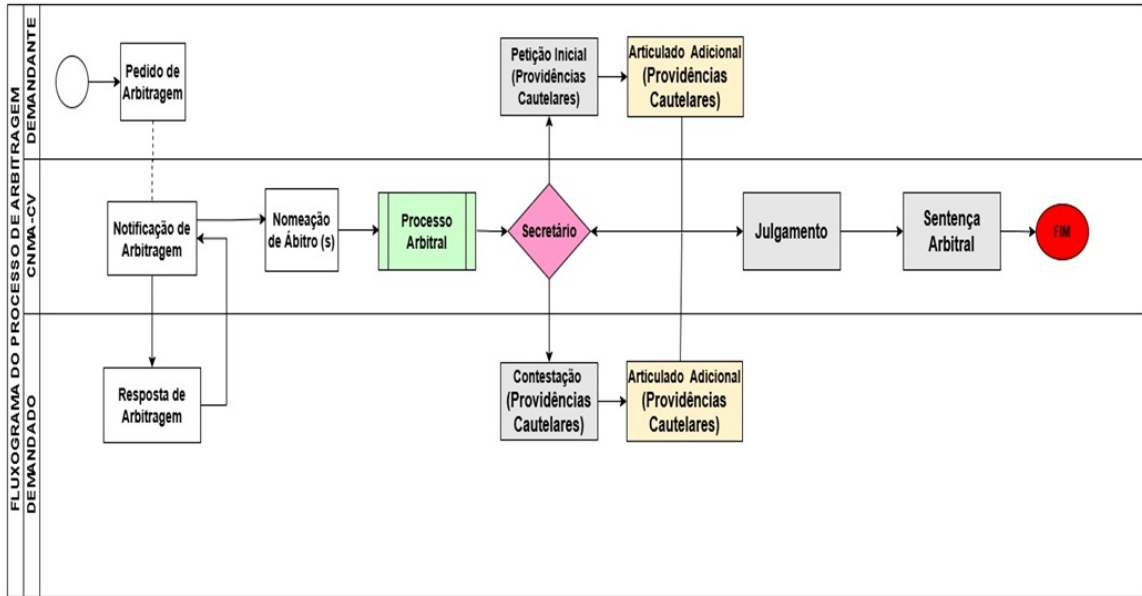 FLUXOGRAMA DO PROCESSO DE ARBITRAGEM
DEMANDANTE
Pedido de
Arbitragem
Petição Inicial
(Providências
Cautelares)
Articulado Adicional
(Providências
Cautelares)
CNIMA-CV
Notificação de
Arbitragem
Nomeação
de Ábitro (s)
Processo
Arbitral
Secretário
Julgamento
Sentença
Arbitral
FIM
DEMANDADO
Resposta de
Arbitragem
Contestação
(Providências
Cautelares)
Articulado Adicional
(Providências
Cautelares)